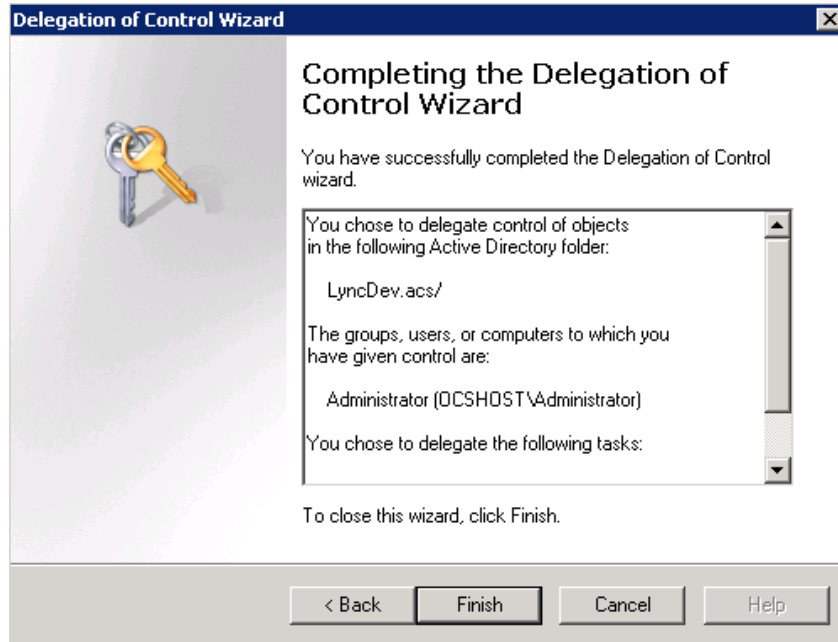 Delegation of Control Wizard
Completing the Delegation of
Control Wizard
You have successfully completed the Delegation of Control
wizard.
You chose to delegate control of objects
in the following Active Directory folder:
LyncDev.acs/
The groups, users, or computers to which you
have given control are:
Administrator (OCSHOST\Administrator)
You chose to delegate the following tasks:
To close this wizard, click Finish.
< Back Finish Cancel Help